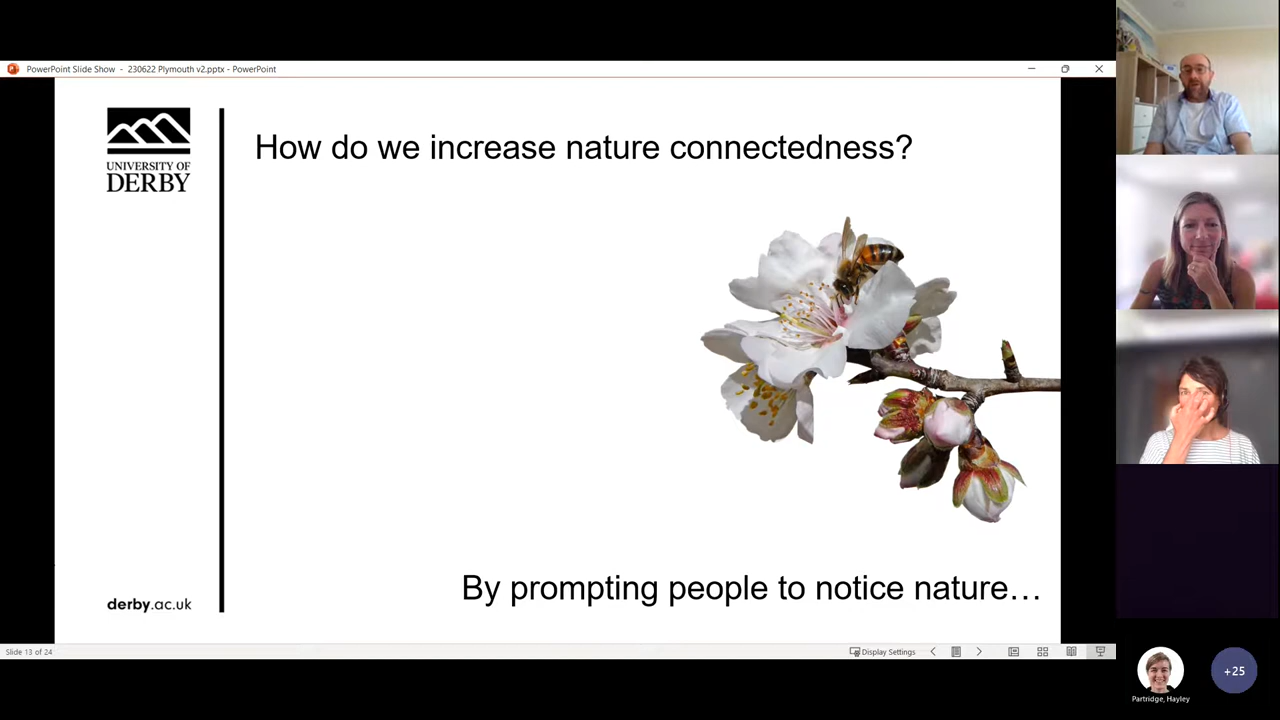 PowerPoint Slide Show - 230622 Plymouth v2.pptx - PowerPoint
UNIVERSITY OF
DERBY
How do we increase nature connectedness?
By prompting people to notice nature…
derby.ac.uk
Slide 13 of 24
Display Settings
Partridge, Hayley
+25